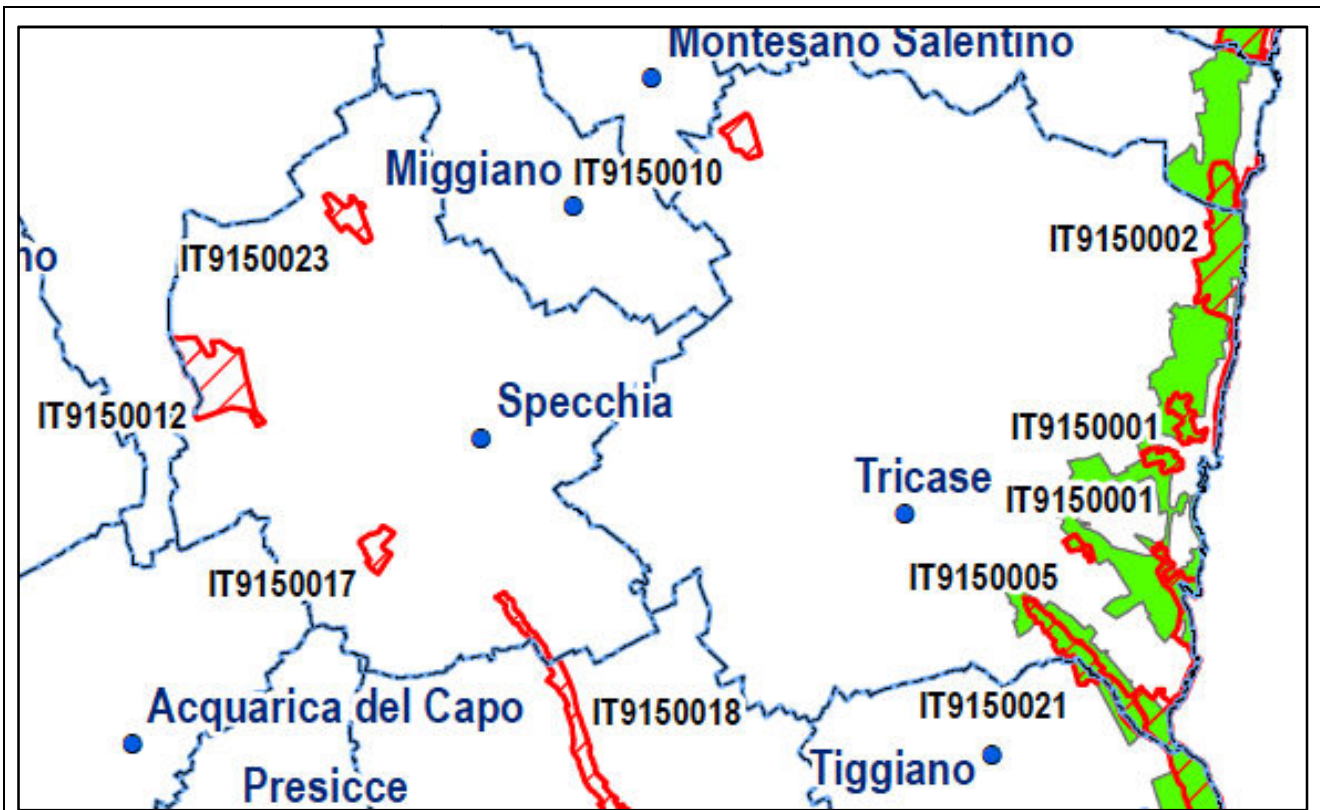 Montesano Salentino
Miggiano
IT9150010
IT9150023
IT9150002
no
IT9150012
Specchia
IT9150001
Tricase
IT9150001
IT9150017
IT9150005
Acquarica del Capo
IT9150018
IT9150021
Presicce
Tiggiano